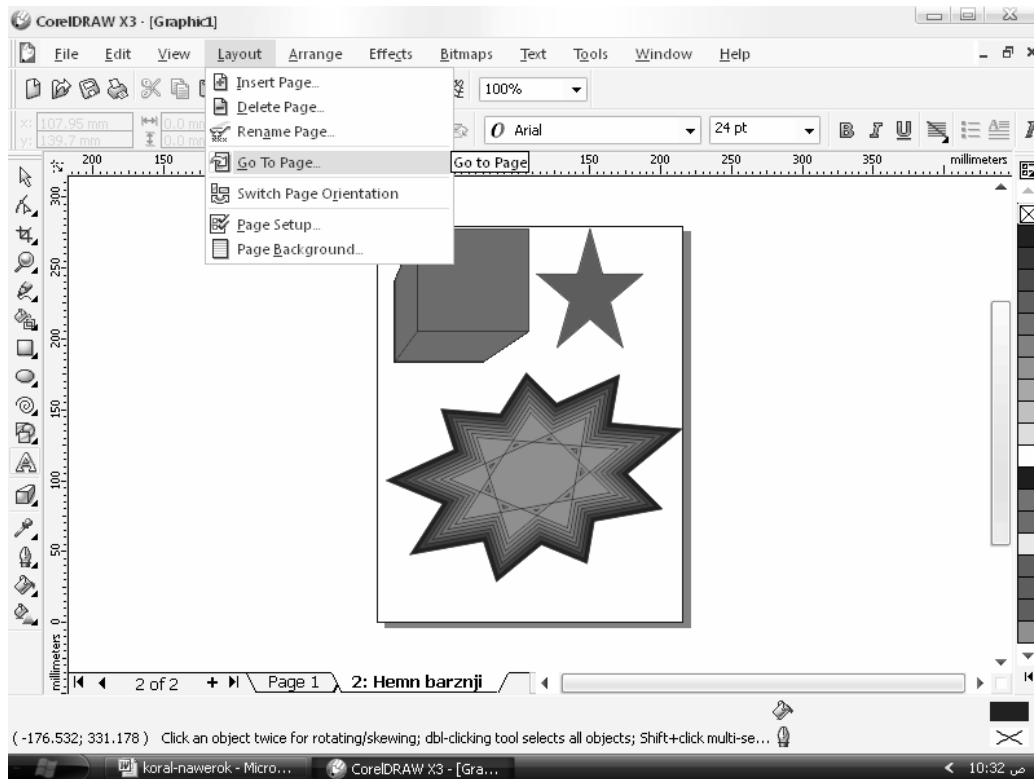 CorelDRAW X3 - [Graphic1]
File Edit View Layout Arrange Effects Bitmaps Text Tools Window Help
Insert Page...
Delete Page...
Rename Page...
Go To Page...
Switch Page Orientation
Page Setup...
Page Background...
Go to Page
100%
x: 107.95 mm 0.0 mm
y: 139.7 mm 0.0 mm
O Arial 24 pt B I U
200 150 150 200 250 300 350 millimeters
300
250
200
150
100
50
0
millimeters
2 of 2 Page 1 2: Hemn barznji
( -176.532; 331.178 ) Click an object twice for rotating/skewing; dbl-clicking tool selects all objects; Shift+click multi-se...
koral-nawerok - Micro... CorelDRAW X3 - [Gra... 10:32 ص